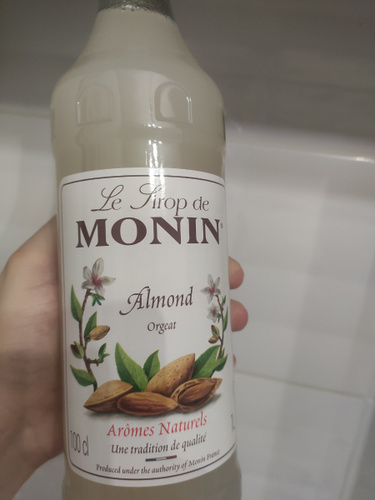 Le Sirop de
MONIN
Almond
Orgeat
Arômes Naturels
100 cl
Une tradition de qualité
Produced under the authority of Monin France